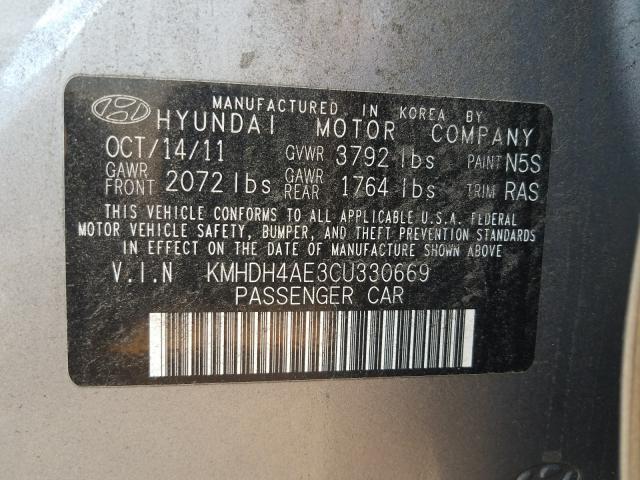 MANUFACTURED IN KOREA BY
HYUNDAI MOTOR COMPANY
OCT/14/11 GVWR 3792 lbs PAINT N5S
GAWR FRONT 2072 lbs GAWR REAR 1764 lbs TRIM RAS
THIS VEHICLE CONFORMS TO ALL APPLICABLE U.S.A. FEDERAL
MOTOR VEHICLE SAFETY, BUMPER, AND THEFT PREVENTION STANDARDS
IN EFFECT ON THE DATE OF MANUFACTURE SHOWN ABOVE
V.I.N KMHDH4AE3CU330669
PASSENGER CAR